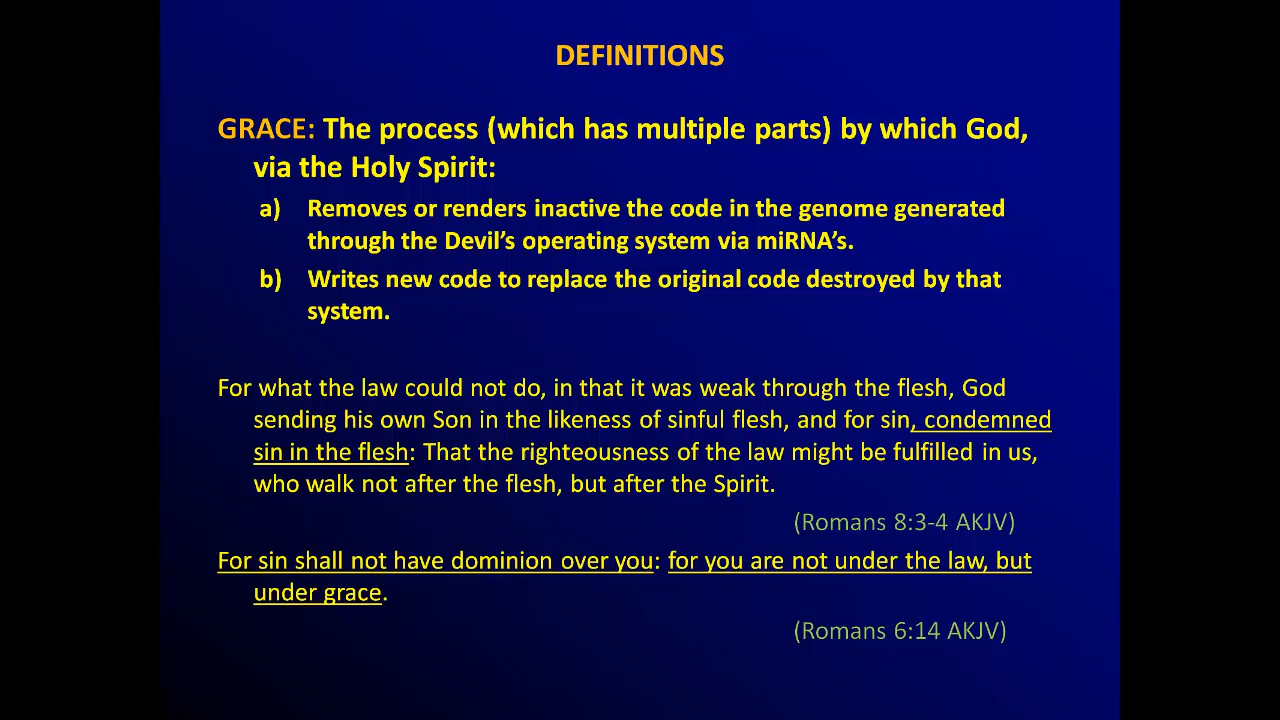 DEFINITIONS
GRACE: The process (which has multiple parts) by which God,
via the Holy Spirit:
a) Removes or renders inactive the code in the genome generated
through the Devil's operating system via miRNA's.
b) Writes new code to replace the original code destroyed by that
system.
For what the law could not do, in that it was weak through the flesh, God
sending his own Son in the likeness of sinful flesh, and for sin, condemned
sin in the flesh: That the righteousness of the law might be fulfilled in us,
who walk not after the flesh, but after the Spirit.
(Romans 8:3-4 AKJV)
For sin shall not have dominion over you: for you are not under the law, but
under grace.
(Romans 6:14 AKJV)